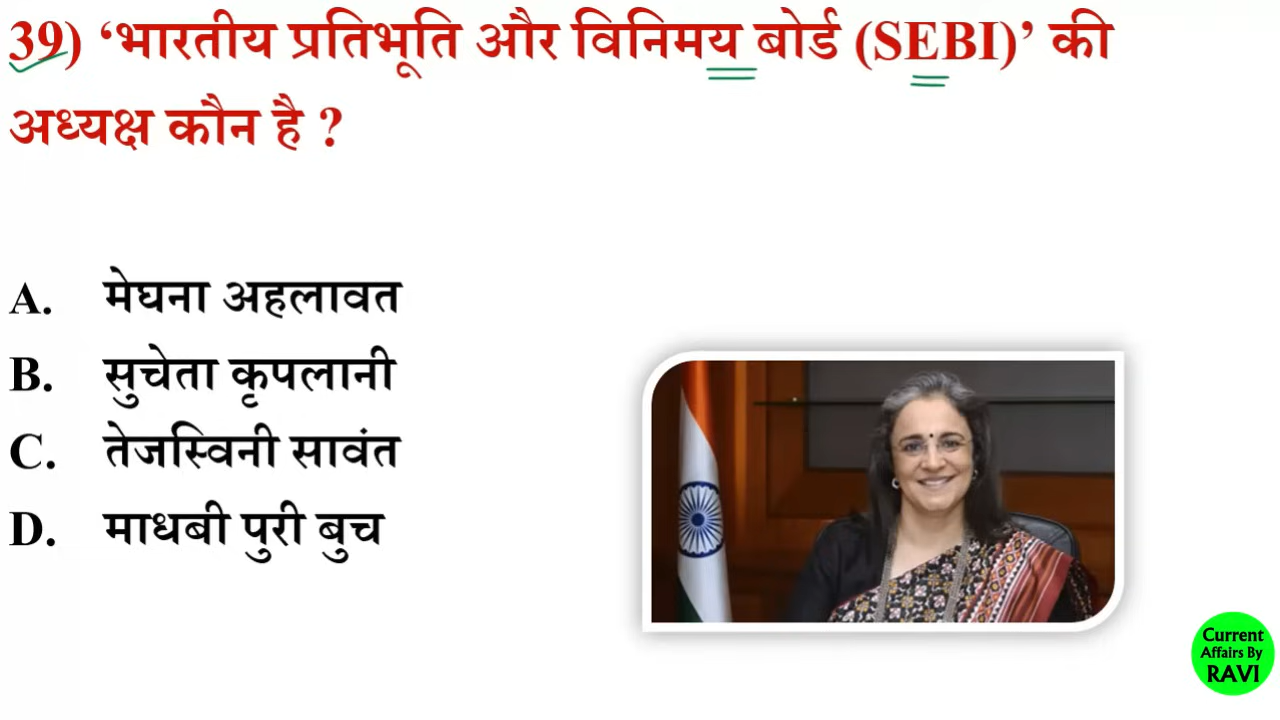 39) ‘भारतीय प्रतिभूति और विनिमय बोर्ड (SEBI)’ की
अध्यक्ष कौन है ?
A. मेघना अहलावत
B. सुचेता कृपलानी
C. तेजस्विनी सावंत
D. माधबी पुरी बुच
Current
Affairs By
RAVI